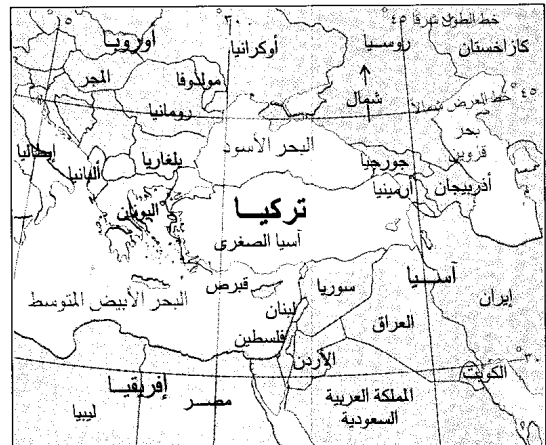 خط الطول شرقا ٤٥°
٣٠°
١٥°
أوروبا
أوكرانيا
روسيا
كازاخستان
المجر
مولدوفا
شمال
خط العرض شمالا ٤٥°
رومانيا
بحر
قزوين
إيطاليا
ألبانيا
بلغاريا
البحر الأسود
جورجيا
أرمينيا
أذربيجان
اليونان
تركيا
آسيا الصغرى
البحر الأبيض المتوسط
قبرص
سوريا
آسيا
إيران
لبنان
العراق
فلسطين
الأردن
٣٠°
الكويت
إفريقيا
ليبيا
مصر
المملكة العربية
السعودية